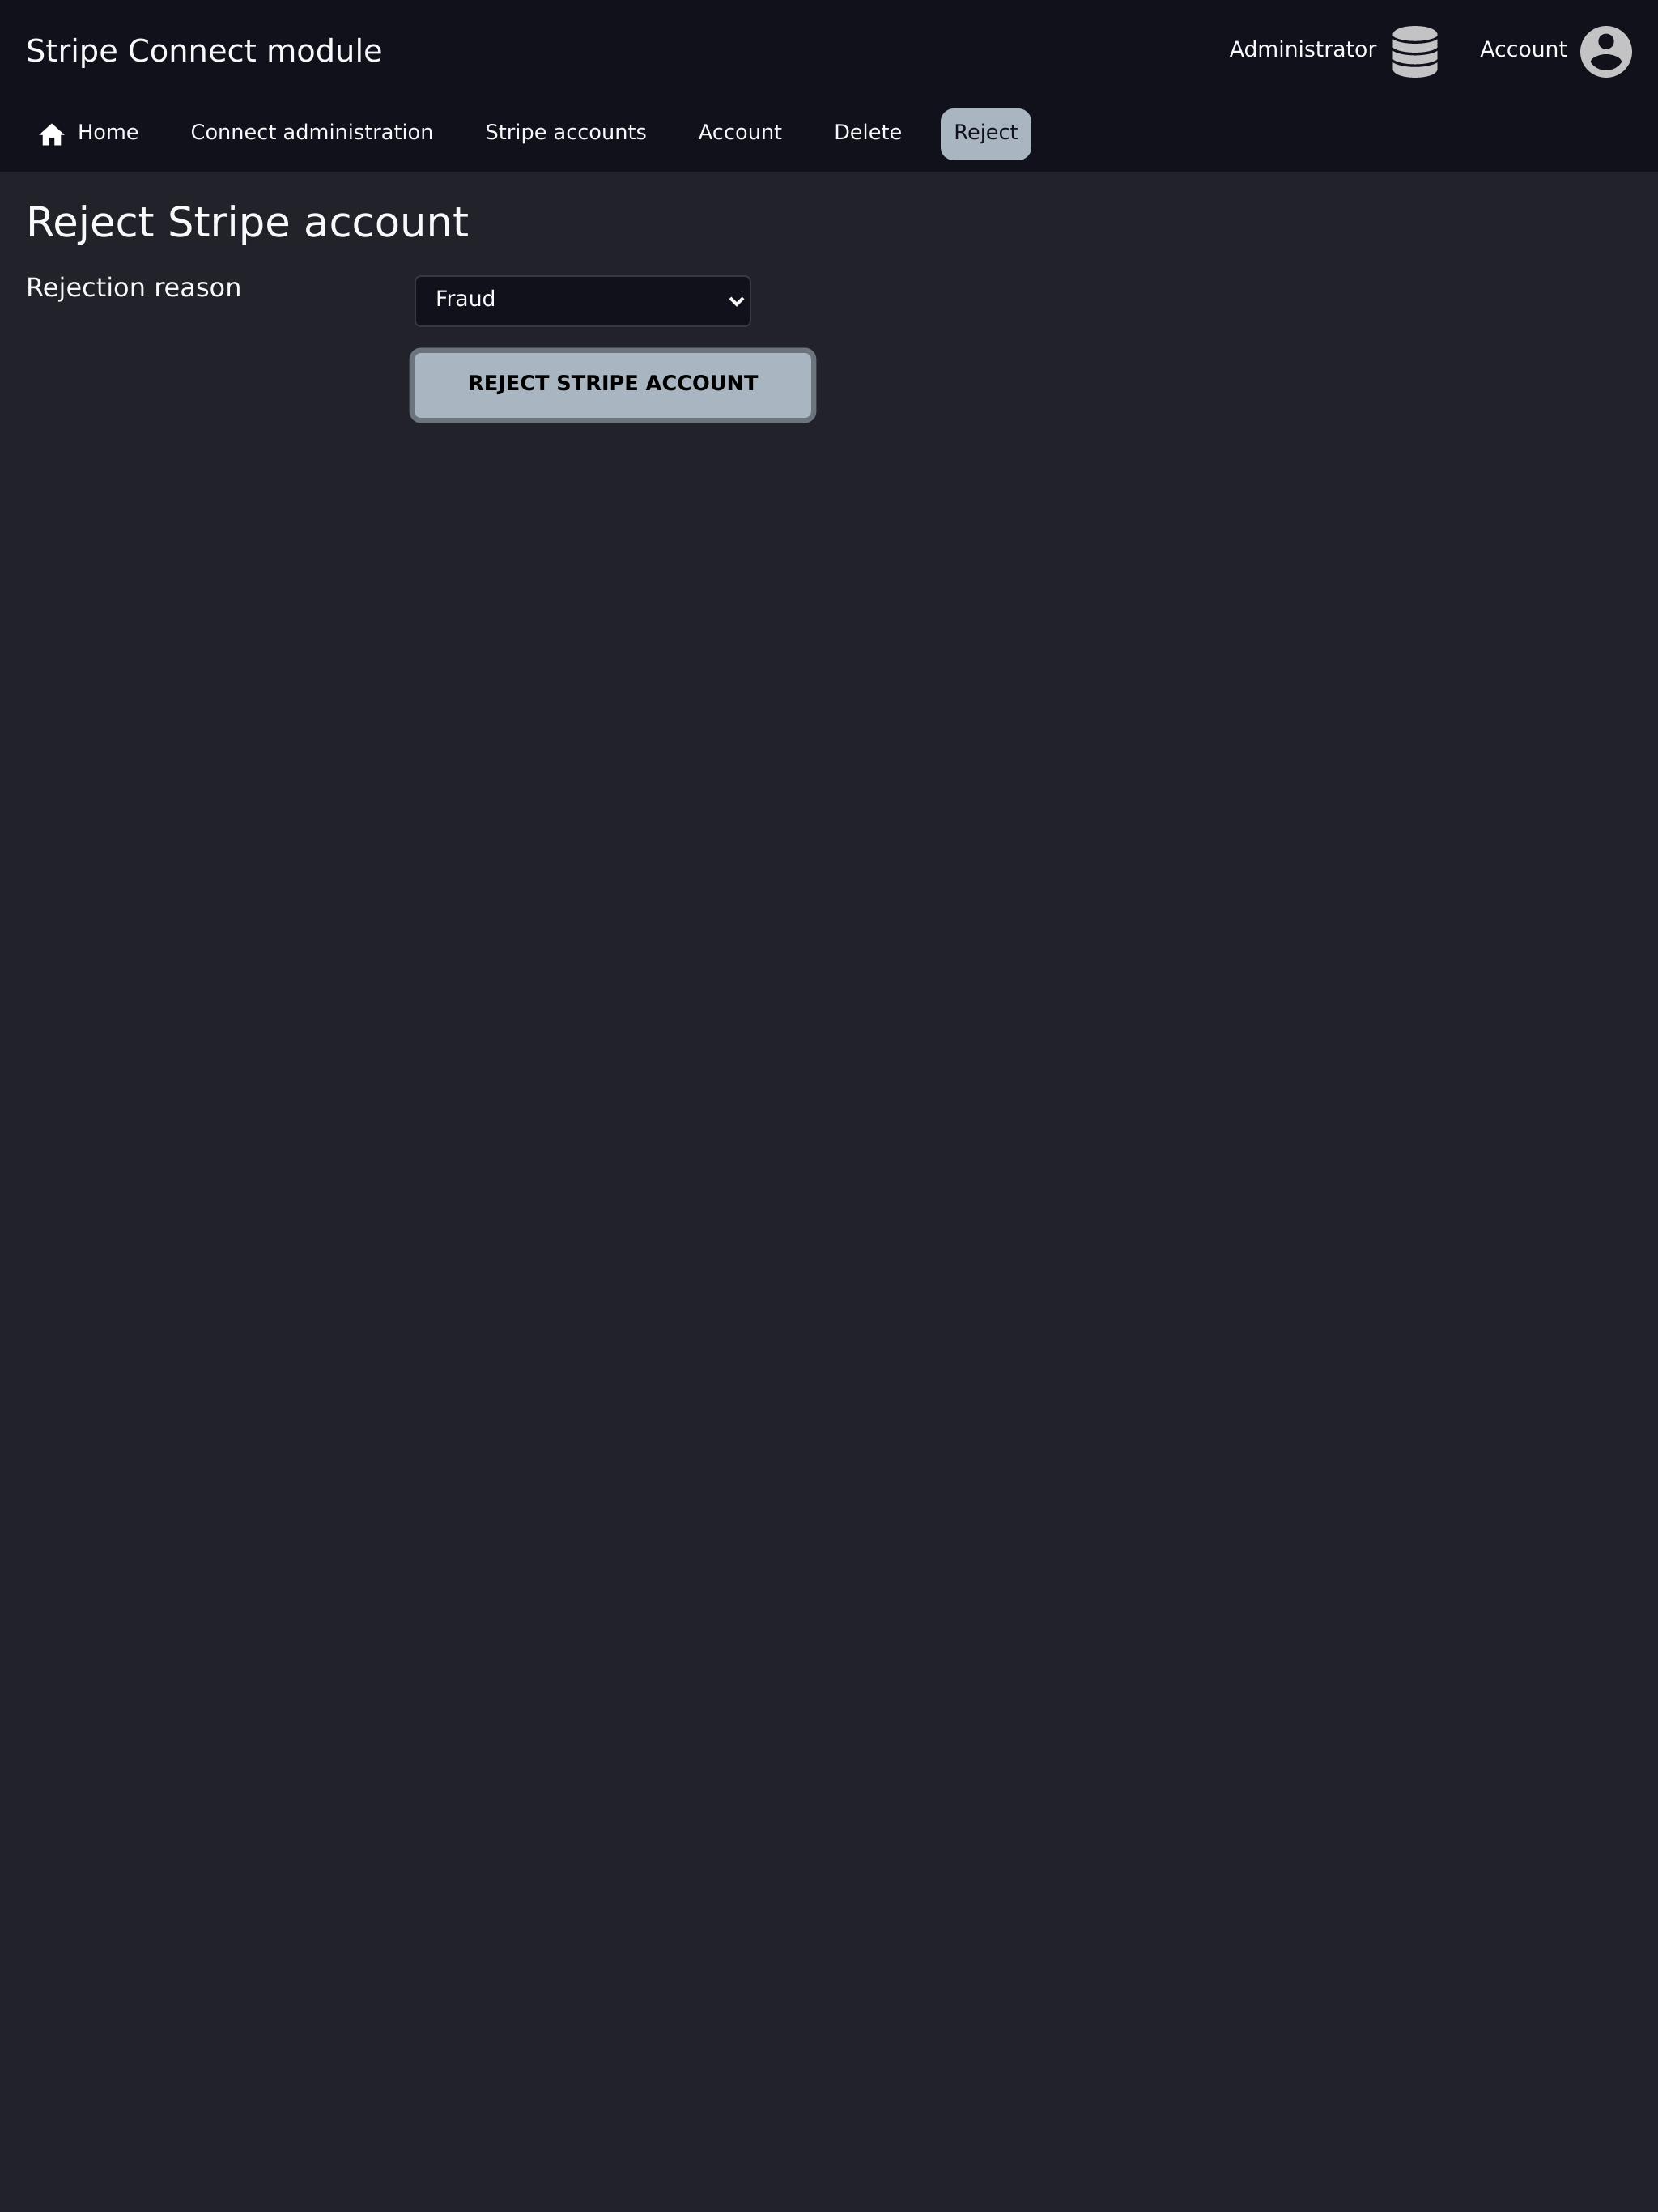 Stripe Connect module
Administrator
Account
Home
Connect administration
Stripe accounts
Account
Delete
Reject
Reject Stripe account
Rejection reason
Fraud
REJECT STRIPE ACCOUNT